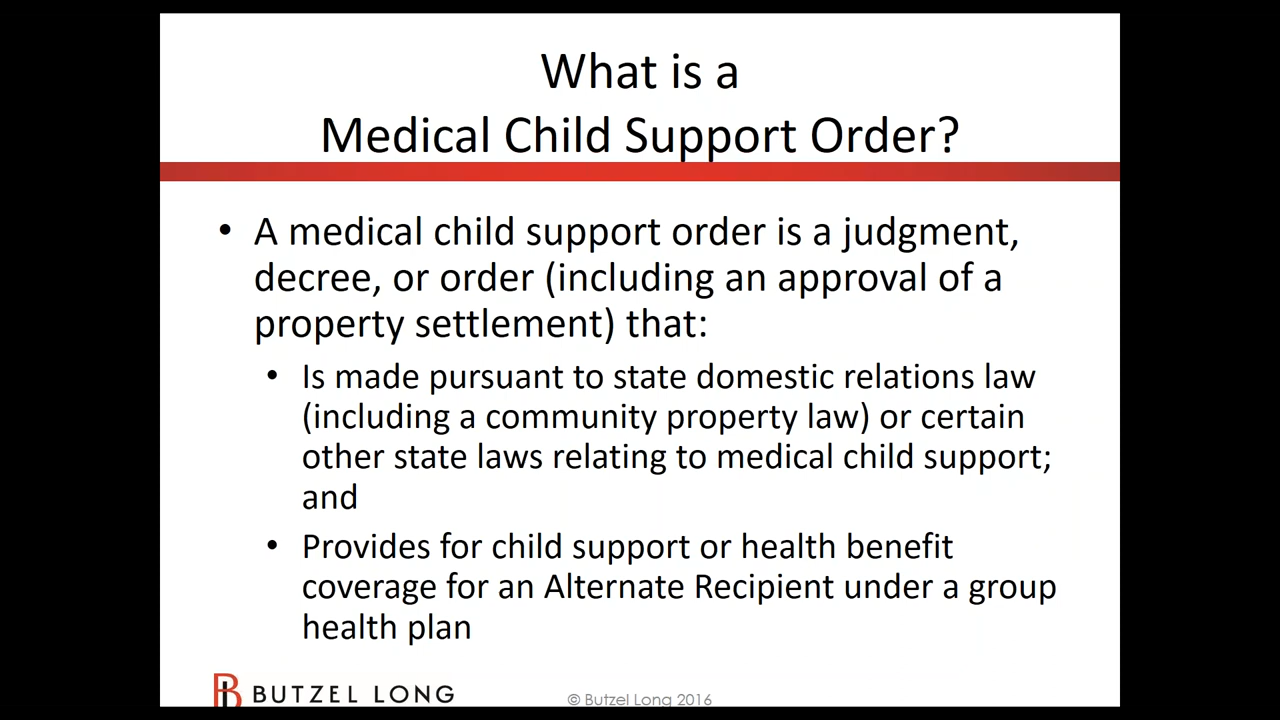 What is a
Medical Child Support Order?
• A medical child support order is a judgment,
decree, or order (including an approval of a
property settlement) that:
• Is made pursuant to state domestic relations law
(including a community property law) or certain
other state laws relating to medical child support;
and
• Provides for child support or health benefit
coverage for an Alternate Recipient under a group
health plan
BUTZEL LONG
© Butzel Long 2016